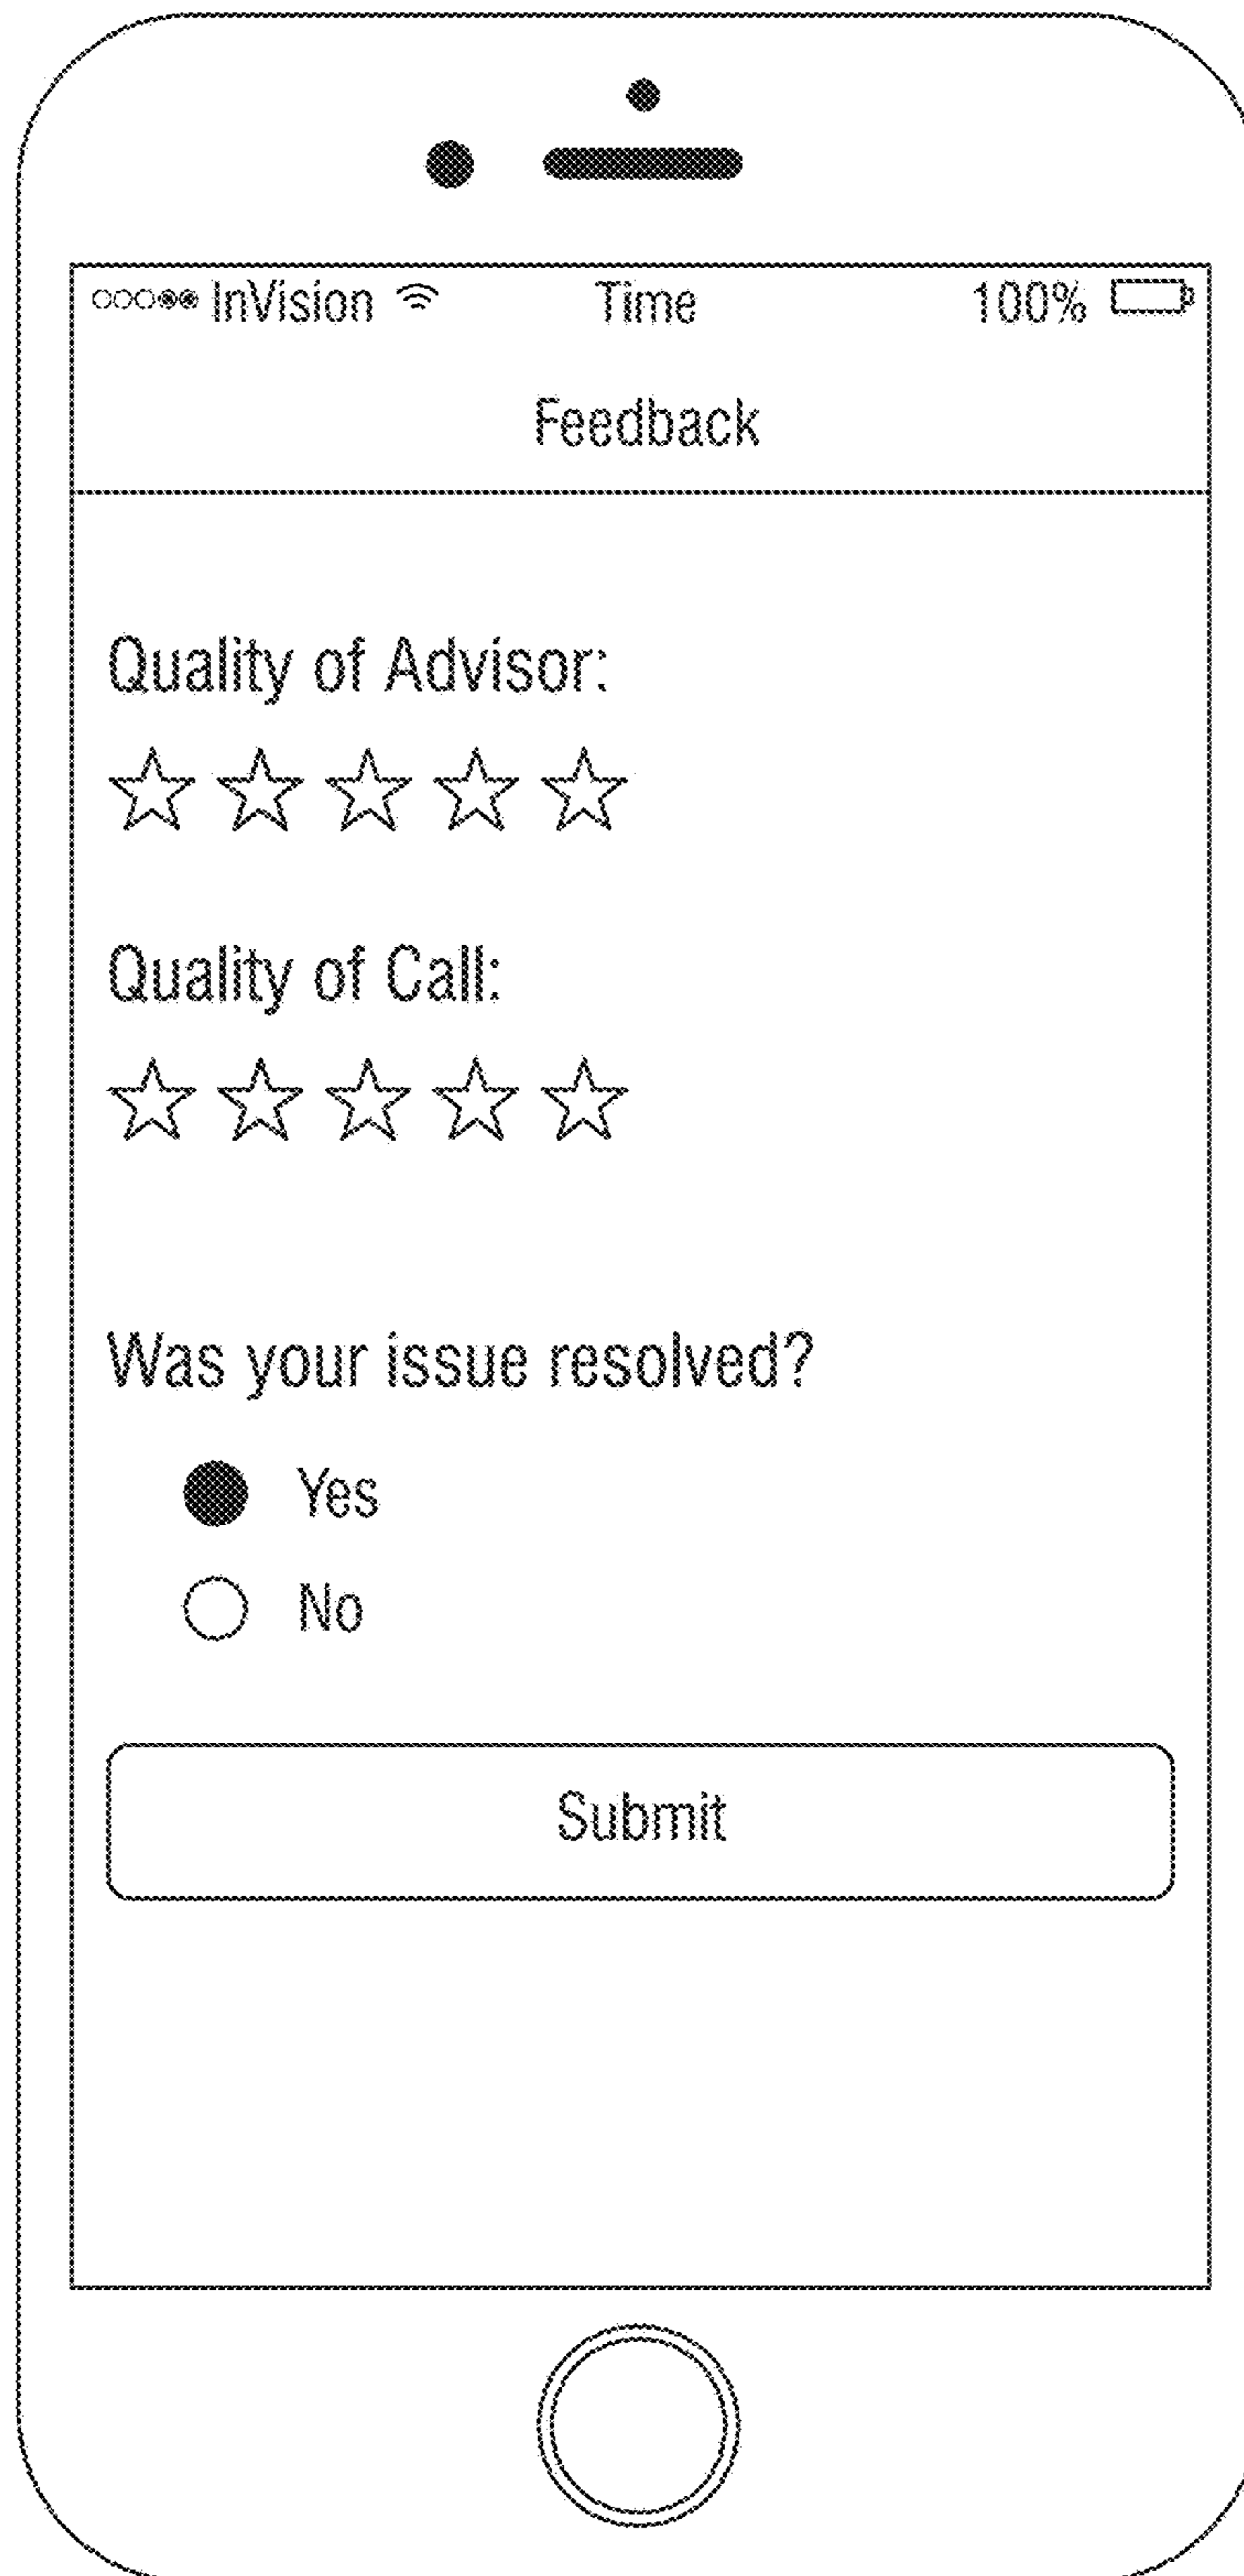 InVision Time 100%
Feedback
Quality of Advisor:
Quality of Call:
Was your issue resolved?
Yes
No
Submit